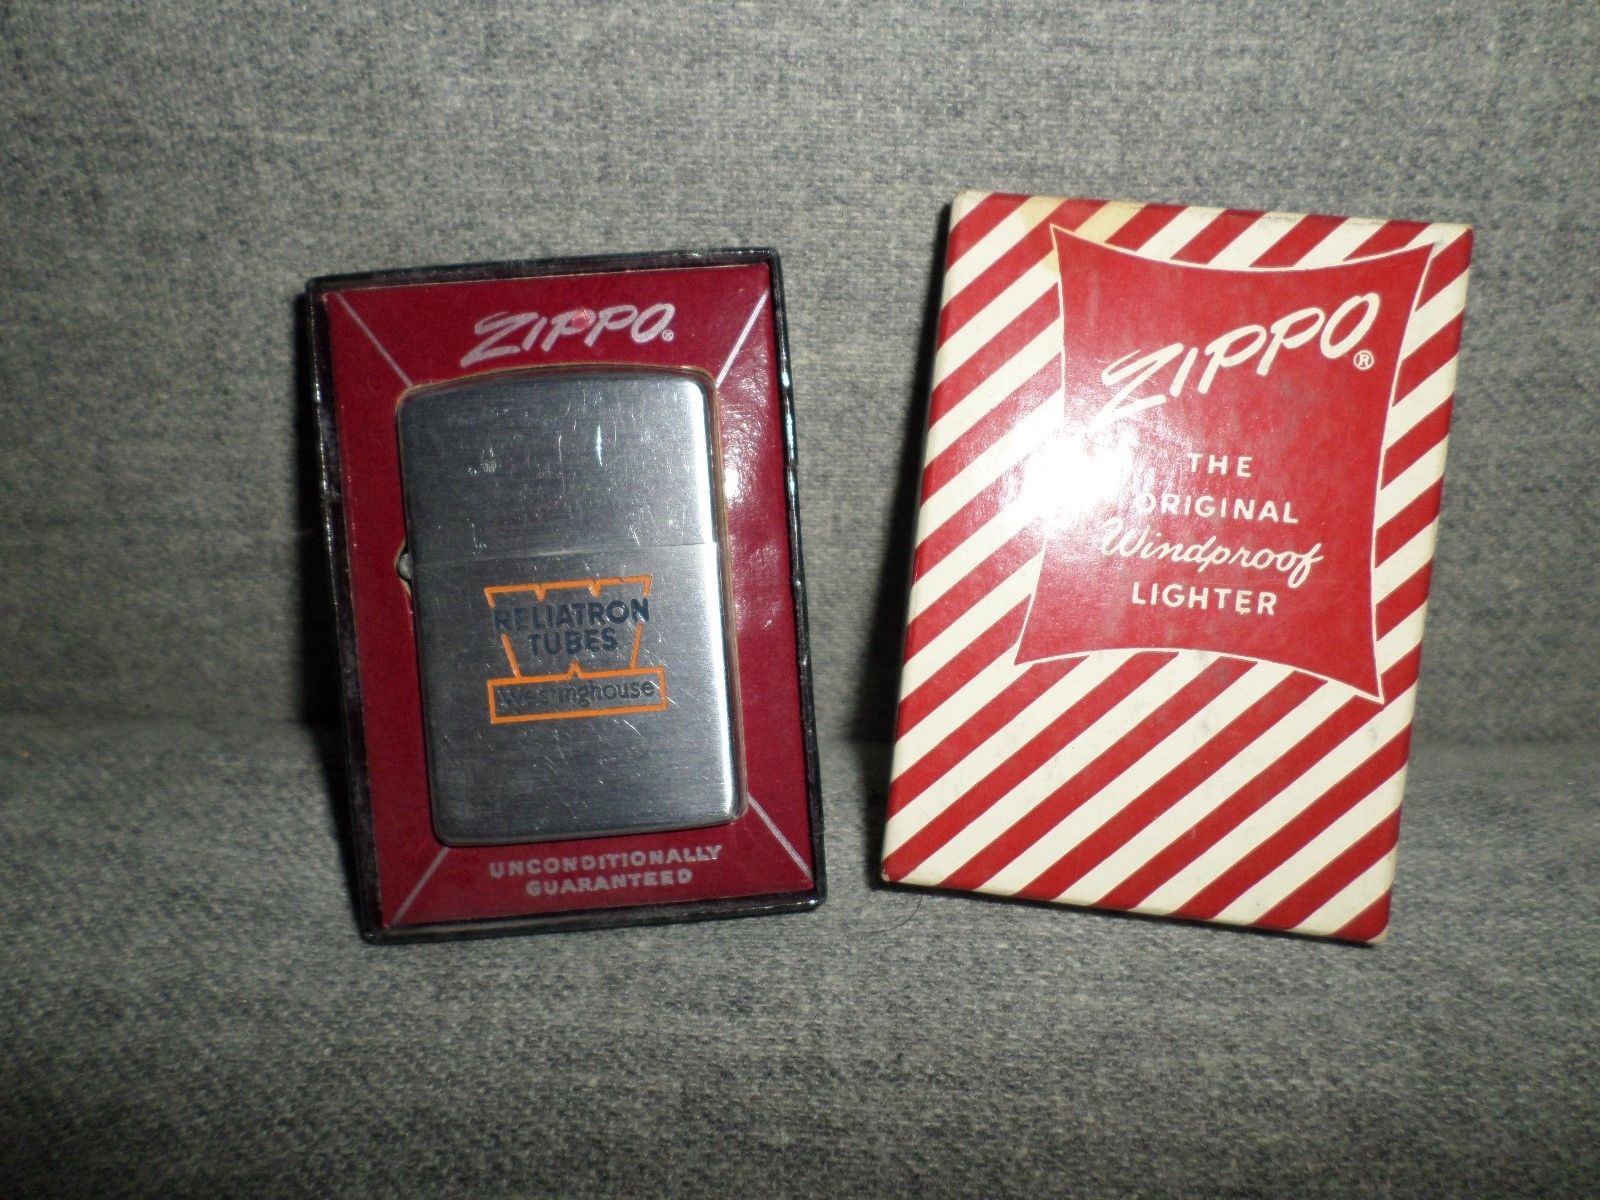 ZIPPO®
RELIATRON
TUBES
Westinghouse
UNCONDITIONALLY
GUARANTEED
ZIPPO®
THE
ORIGINAL
Windproof
LIGHTER